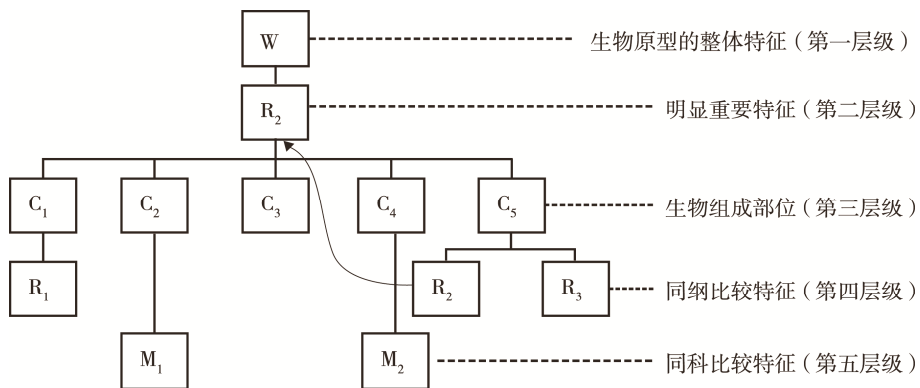 W 生物原型的整体特征（第一层级）
R₂ 明显重要特征（第二层级）
C₁ C₂ C₃ C₄ C₅ 生物组成部位（第三层级）
R₁ R₂ R₃ 同纲比较特征（第四层级）
M₁ M₂ 同科比较特征（第五层级）